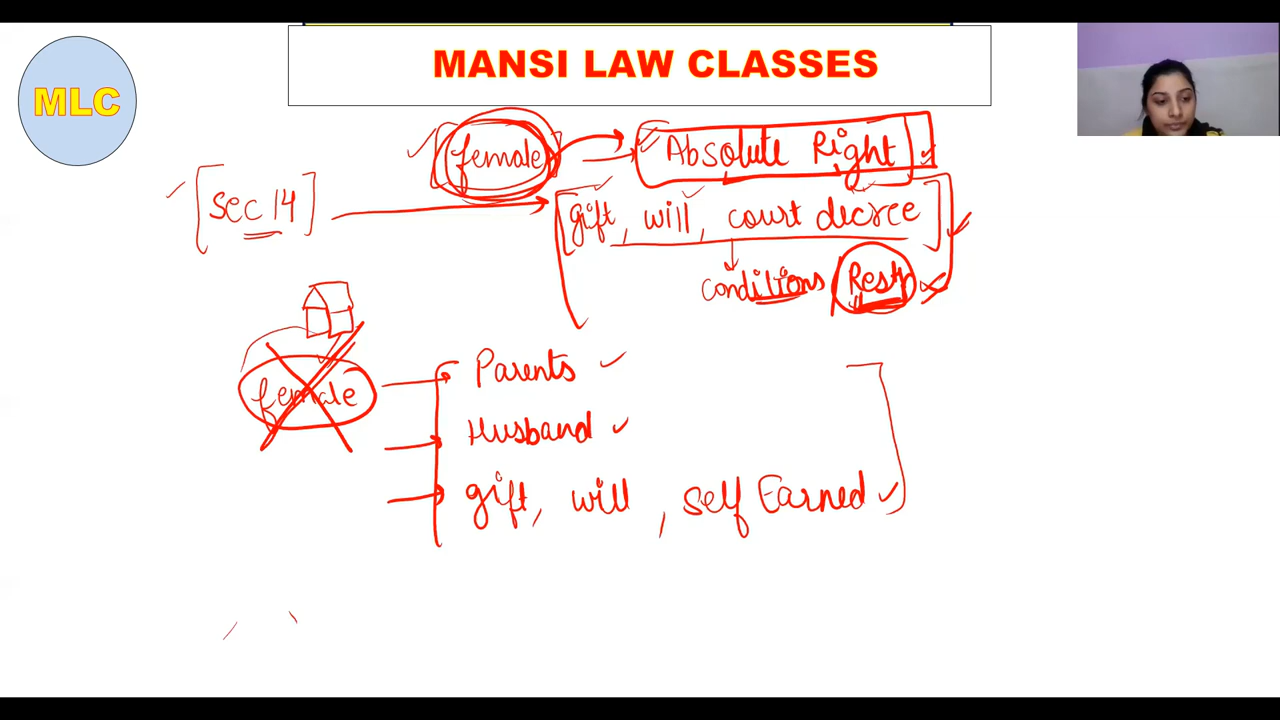 MANSI LAW CLASSES
MLC
female → Absolute Right
[Sec 14] → gift, will, court decree
conditions Restr
female → Parents
Husband
gift, will, self Earned